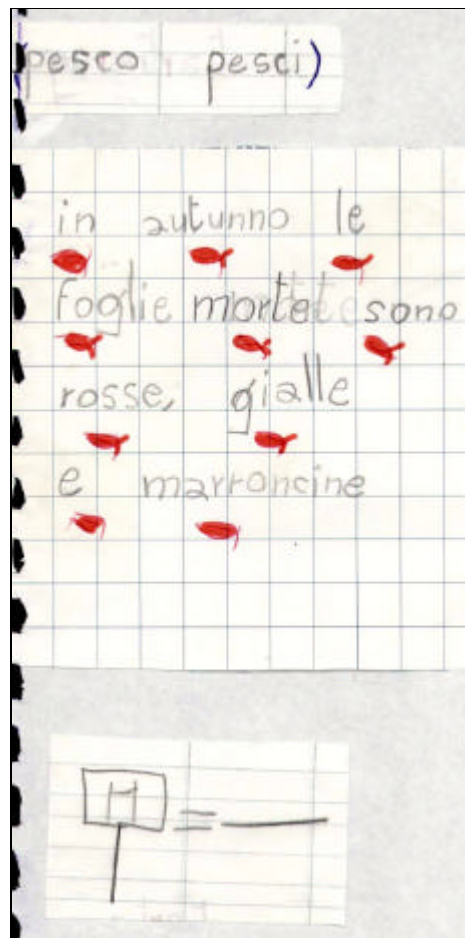 (pesco pesci)
in autunno le
foglie morte sono
rosse, gialle
e marroncine
H =